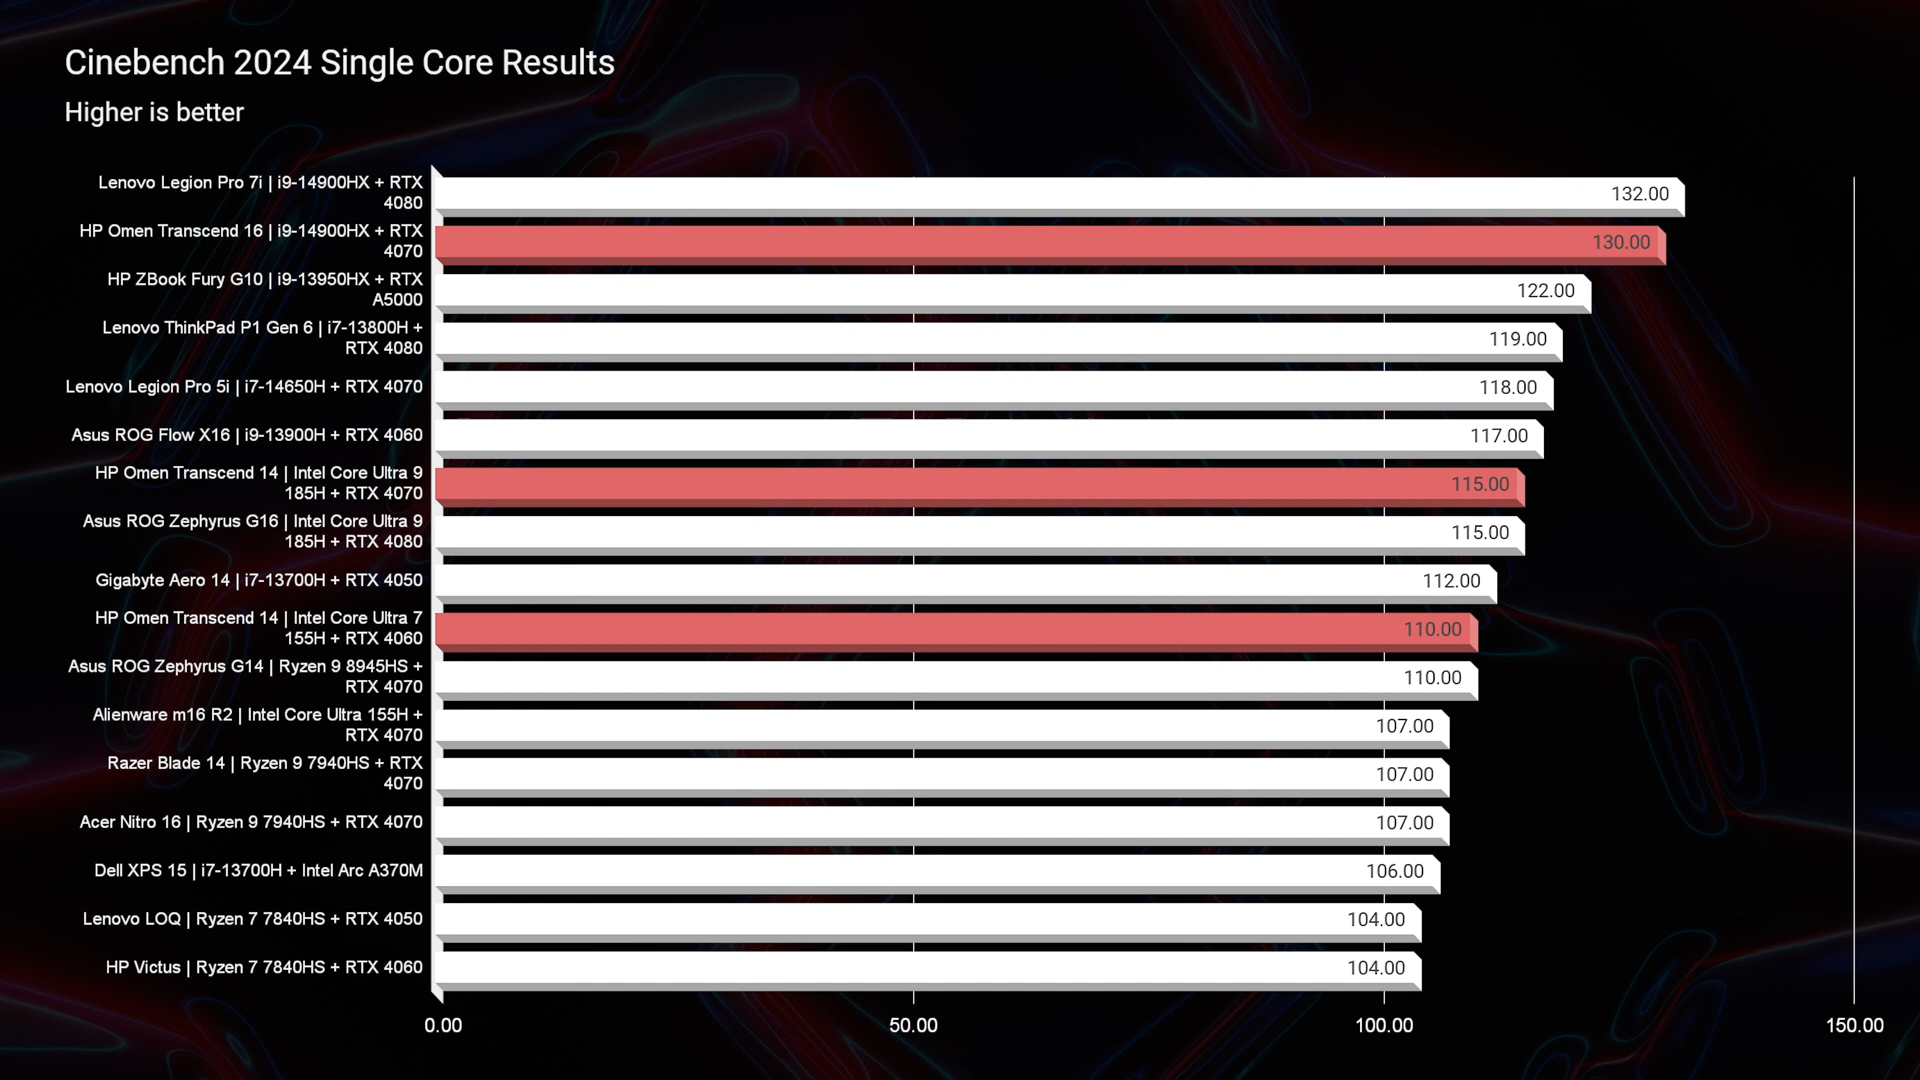 Cinebench 2024 Single Core Results
Higher is better
Lenovo Legion Pro 7i | i9-14900HX + RTX
4080
132.00
HP Omen Transcend 16 | i9-14900HX + RTX
4070
130.00
HP ZBook Fury G10 | i9-13950HX + RTX
A5000
122.00
Lenovo ThinkPad P1 Gen 6 | i7-13800H +
RTX 4080
119.00
Lenovo Legion Pro 5i | i7-14650H + RTX 4070
118.00
Asus ROG Flow X16 | i9-13900H + RTX 4060
117.00
HP Omen Transcend 14 | Intel Core Ultra 9
185H + RTX 4070
115.00
Asus ROG Zephyrus G16 | Intel Core Ultra 9
185H + RTX 4080
115.00
Gigabyte Aero 14 | i7-13700H + RTX 4050
112.00
HP Omen Transcend 14 | Intel Core Ultra 7
155H + RTX 4060
110.00
Asus ROG Zephyrus G14 | Ryzen 9 8945HS +
RTX 4070
110.00
Alienware m16 R2 | Intel Core Ultra 155H +
RTX 4070
107.00
Razer Blade 14 | Ryzen 9 7940HS + RTX
4070
107.00
Acer Nitro 16 | Ryzen 9 7940HS + RTX 4070
107.00
Dell XPS 15 | i7-13700H + Intel Arc A370M
106.00
Lenovo LOQ | Ryzen 7 7840HS + RTX 4050
104.00
HP Victus | Ryzen 7 7840HS + RTX 4060
104.00
0.00 50.00 100.00 150.00